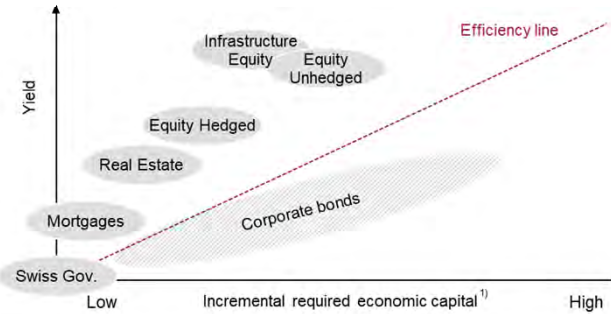 Infrastructure
Equity
Equity
Unhedged
Efficiency line
Yield
Equity Hedged
Real Estate
Mortgages
Corporate bonds
Swiss Gov.
Low
Incremental required economic capital 1)
High